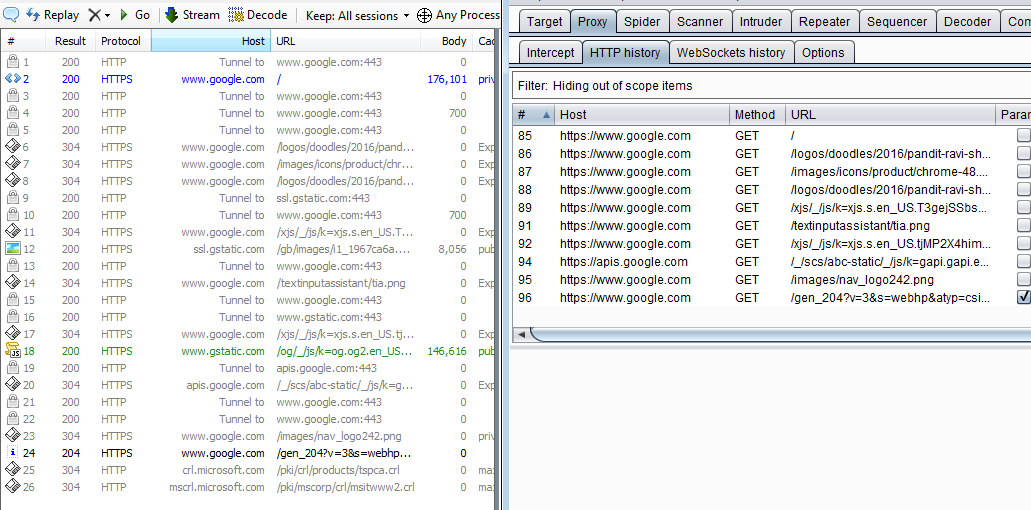 Replay X Go Stream Decode Keep: All sessions Any Process
# Result Protocol Host URL Body Cac
1 200 HTTP Tunnel to www.google.com:443 0
2 200 HTTPS www.google.com / 176,101 priv
3 200 HTTP Tunnel to www.google.com:443 0
4 200 HTTP Tunnel to www.google.com:443 700
5 200 HTTP Tunnel to www.google.com:443 0
6 304 HTTPS www.google.com /logos/doodles/2016/pand... 0 Exp
7 304 HTTPS www.google.com /images/icons/product/chr... 0 Exp
8 304 HTTPS www.google.com /logos/doodles/2016/pand... 0 Exp
9 200 HTTP Tunnel to ssl.gstatic.com:443 0
10 200 HTTP Tunnel to www.google.com:443 700
11 304 HTTPS www.google.com /xjs/_/js/k=xjs.s.en_US.T... 0 Exp
12 200 HTTPS ssl.gstatic.com /gb/images/i1_1967ca6a.... 8,056 pub
13 200 HTTP Tunnel to www.google.com:443 0
14 304 HTTPS www.google.com /textinputassistant/tia.png 0 Exp
15 200 HTTP Tunnel to www.gstatic.com:443 0
16 200 HTTP Tunnel to www.gstatic.com:443 0
17 304 HTTPS www.google.com /xjs/_/js/k=xjs.s.en_US.tj... 0 Exp
18 200 HTTPS www.gstatic.com /og/_/js/k=og.og2.en_US... 146,616 pub
19 200 HTTP Tunnel to apis.google.com:443 0
20 304 HTTPS apis.google.com /_/scs/abc-static/_/js/k=g... 0 Exp
21 200 HTTP Tunnel to www.google.com:443 0
22 200 HTTP Tunnel to www.google.com:443 0
23 304 HTTPS www.google.com /images/nav_logo242.png 0 priv
24 204 HTTPS www.google.com /gen_204?v=3&s=webhp... 0
25 304 HTTP crl.microsoft.com /pki/crl/products/tspca.crl 0 ma:
26 304 HTTP mscrl.microsoft.com /pki/mscorp/crl/msitwww2.crl 0 ma:
Target Proxy Spider Scanner Intruder Repeater Sequencer Decoder Com
Intercept HTTP history WebSockets history Options
Filter: Hiding out of scope items
# Host Method URL Param
85 https://www.google.com GET /
86 https://www.google.com GET /logos/doodles/2016/pandit-ravi-sh...
87 https://www.google.com GET /images/icons/product/chrome-48....
88 https://www.google.com GET /logos/doodles/2016/pandit-ravi-sh...
89 https://www.google.com GET /xjs/_/js/k=xjs.s.en_US.T3gejSSbs...
91 https://www.google.com GET /textinputassistant/tia.png
92 https://www.google.com GET /xjs/_/js/k=xjs.s.en_US.tjMP2X4him...
94 https://apis.google.com GET /_/scs/abc-static/_/js/k=gapi.gapi.e...
95 https://www.google.com GET /images/nav_logo242.png
96 https://www.google.com GET /gen_204?v=3&s=webhp&atyp=csi...